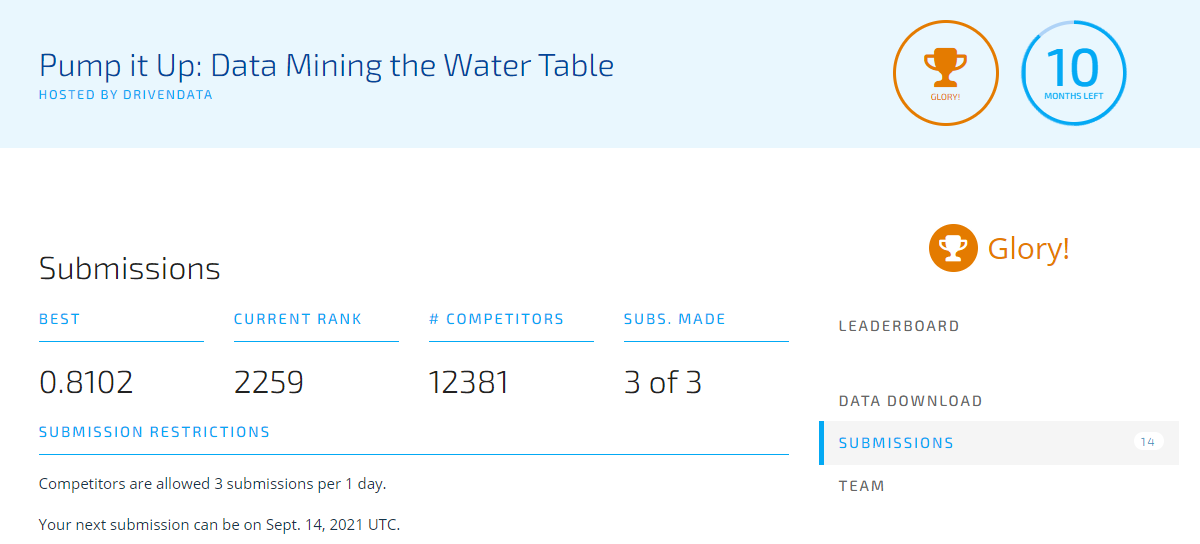 Pump it Up: Data Mining the Water Table
HOSTED BY DRIVENDATA
GLORY!
10
MONTHS LEFT
Glory!
Submissions
BEST
CURRENT RANK
# COMPETITORS
SUBS. MADE
0.8102
2259
12381
3 of 3
SUBMISSION RESTRICTIONS
Competitors are allowed 3 submissions per 1 day.
Your next submission can be on Sept. 14, 2021 UTC.
LEADERBOARD
DATA DOWNLOAD
SUBMISSIONS
14
TEAM